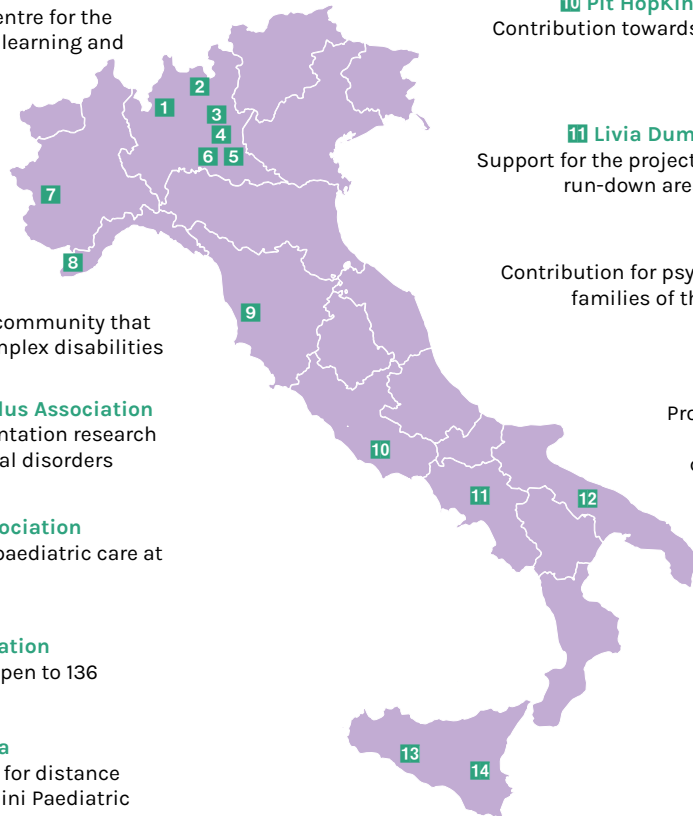 entre for the
learning and
community that
mplex disabilities
lus Association
ntation research
al disorders
ociation
paediatric care at
ation
pen to 136
a
for distance
ini Paediatric
1
2
3
4
6 5
7
8
9
10
11
12
13
14
10 Pit HopKin
Contribution towards
11 Livia Dum
Support for the project
run-down are
Contribution for psy
families of th
Pro